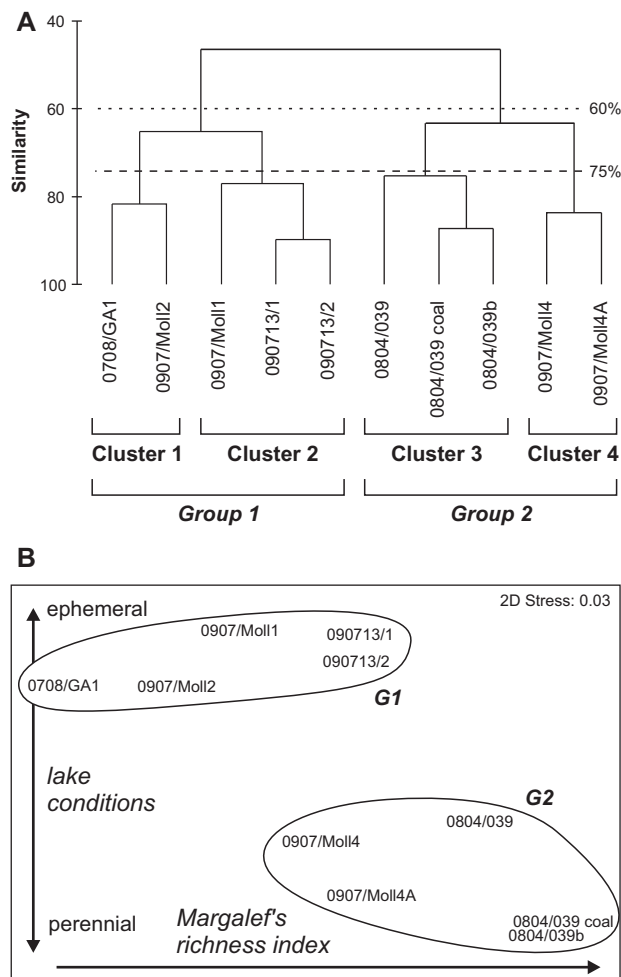 A
40
60
80
100
Similarity
60%
75%
0708/GA1
0907/Moll2
0907/Moll1
090713/1
090713/2
0804/039
0804/039 coal
0804/039b
0907/Moll4
0907/Moll4A
Cluster 1
Cluster 2
Cluster 3
Cluster 4
Group 1
Group 2
B
ephemeral
2D Stress: 0.03
0907/Moll1
090713/1
090713/2
0708/GA1
0907/Moll2
G1
lake
conditions
G2
0804/039
0907/Moll4
0907/Moll4A
0804/039 coal
0804/039b
perennial
Margalef's
richness index